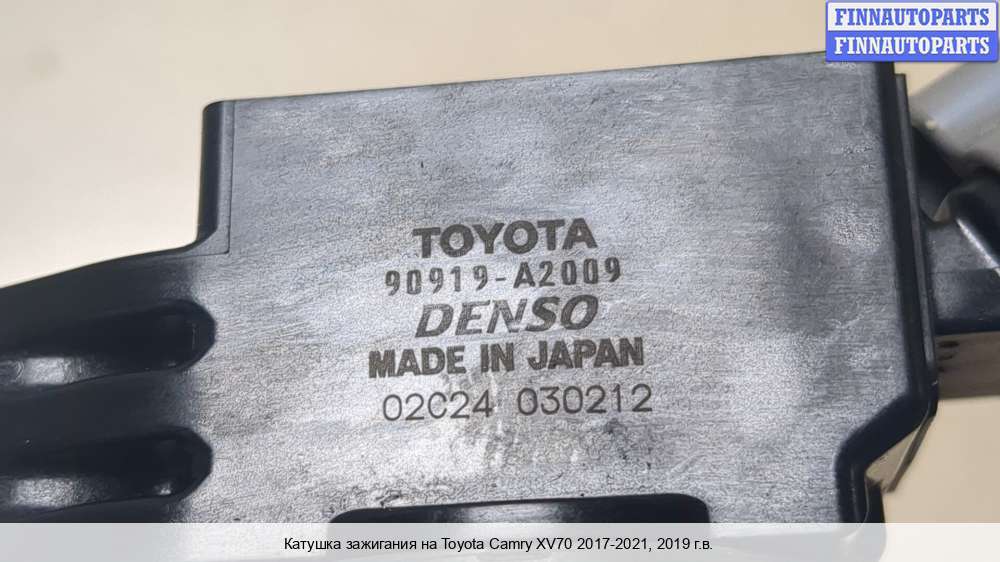 FINNAUTOPARTS
FINNAUTOPARTS
TOYOTA
90919-A2009
DENSO
MADE IN JAPAN
02C24 030212
Катушка зажигания на Toyota Camry XV70 2017-2021, 2019 г.в.